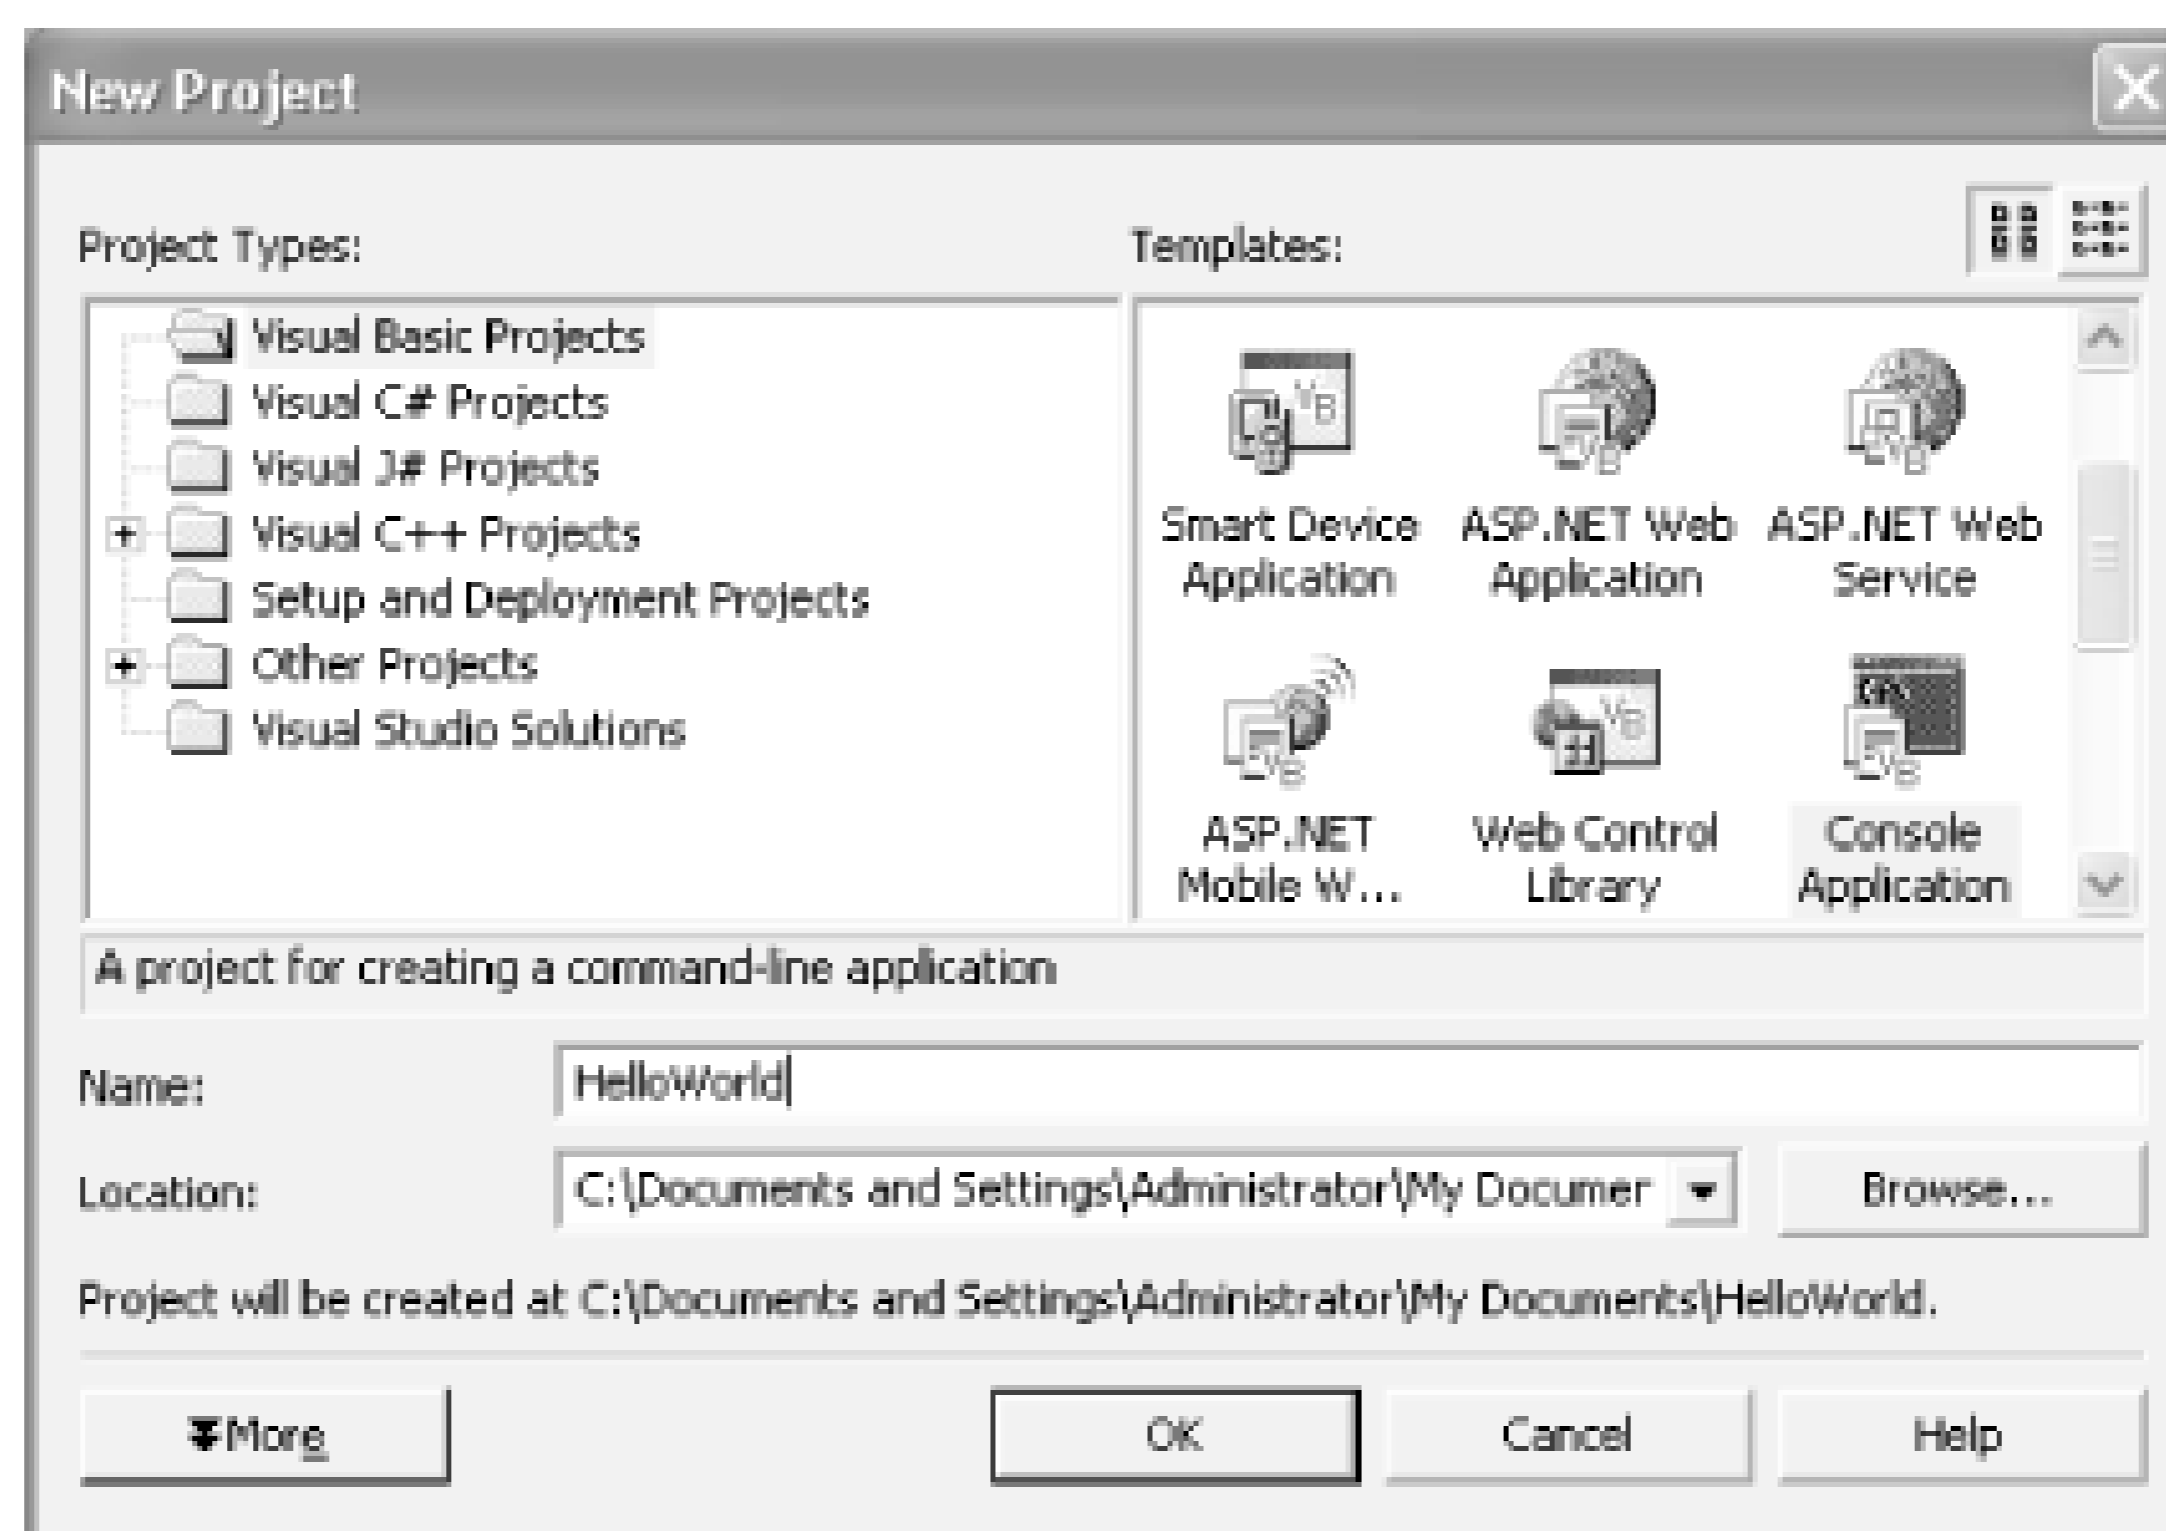 New Project
Project Types:
Templates:
Visual Basic Projects
Visual C# Projects
Visual J# Projects
Visual C++ Projects
Setup and Deployment Projects
Other Projects
Visual Studio Solutions
Smart Device
Application
ASP.NET Web
Application
ASP.NET Web
Service
ASP.NET
Mobile W...
Web Control
Library
Console
Application
A project for creating a command-line application
Name:
HelloWorld
Location:
C:\Documents and Settings\Administrator\My Documer
Browse...
Project will be created at C:\Documents and Settings\Administrator\My Documents\HelloWorld.
More
OK
Cancel
Help